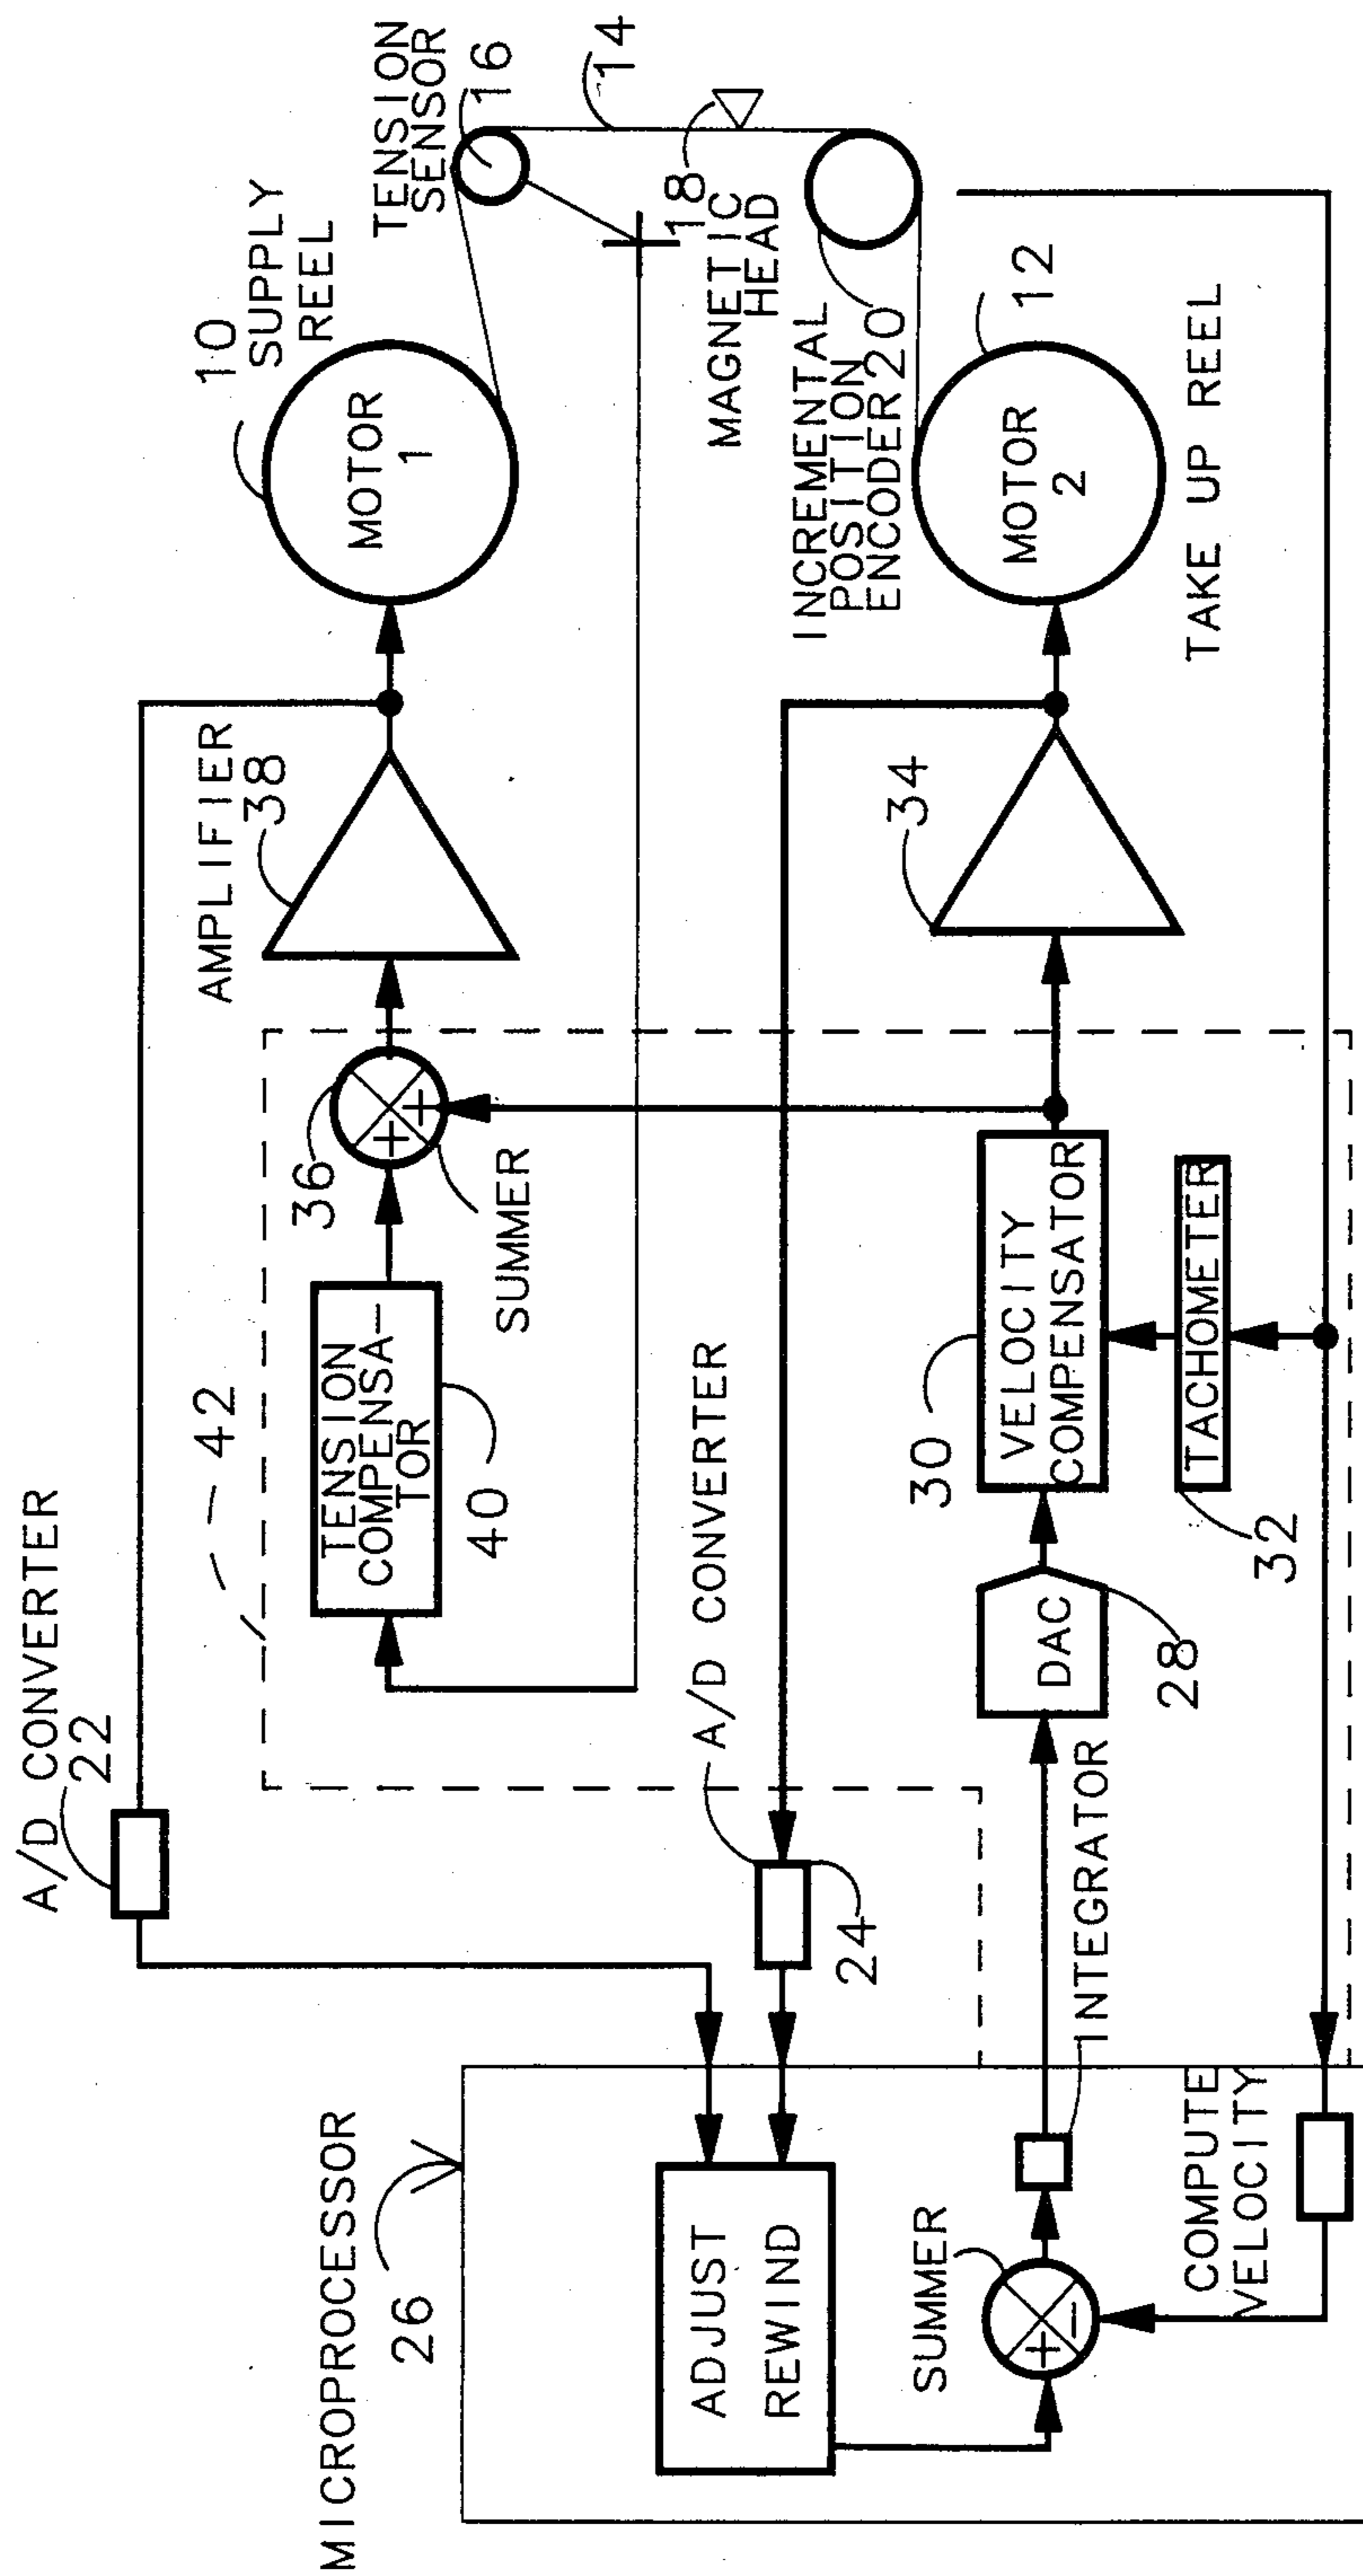 A/D CONVERTER
22
AMPLIFIER
38
10
SUPPLY
REEL
MOTOR
1
TENSION
SENSOR
16
14
42
36
SUMMER
TENSION
COMPENSA-
TOR
40
18
MAGNETIC
HEAD
MICROPROCESSOR
26
A/D CONVERTER
24
ADJUST
REWIND
INCREMENTAL
POSITION
ENCODER 20
34
MOTOR
2
12
TAKE UP REEL
SUMMER
+
-
INTEGRATOR
DAC
28
30
VELOCITY
COMPENSATOR
TACHOMETER
32
COMPUTE
VELOCITY
+
+